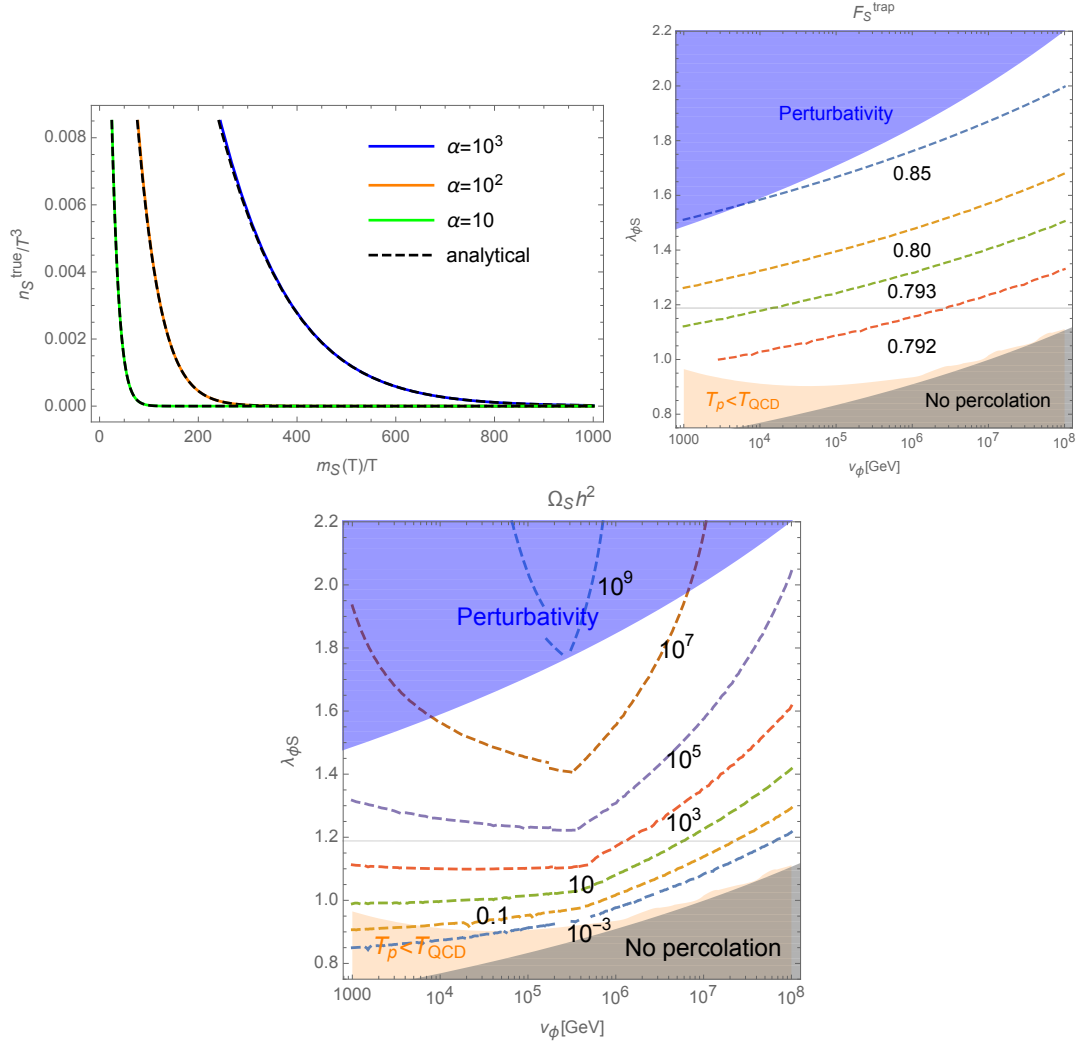 0.008
0.006
0.004
0.002
0.000
n_S^true/T^3
α=10^3
α=10^2
α=10
analytical
0 200 400 600 800 1000
m_S(T)/T
F_S^trap
2.2
2.0
1.8
1.6
1.4
1.2
1.0
0.8
λ_ϕS
Perturbativity
0.85
0.80
0.793
0.792
T_p<T_QCD
No percolation
1000 10^4 10^5 10^6 10^7 10^8
v_ϕ[GeV]
Ω_S h^2
2.2
2.0
1.8
1.6
1.4
1.2
1.0
0.8
λ_ϕS
Perturbativity
10^9
10^7
10^5
10^3
10
0.1
10^-3
T_p<T_QCD
No percolation
1000 10^4 10^5 10^6 10^7 10^8
v_ϕ[GeV]